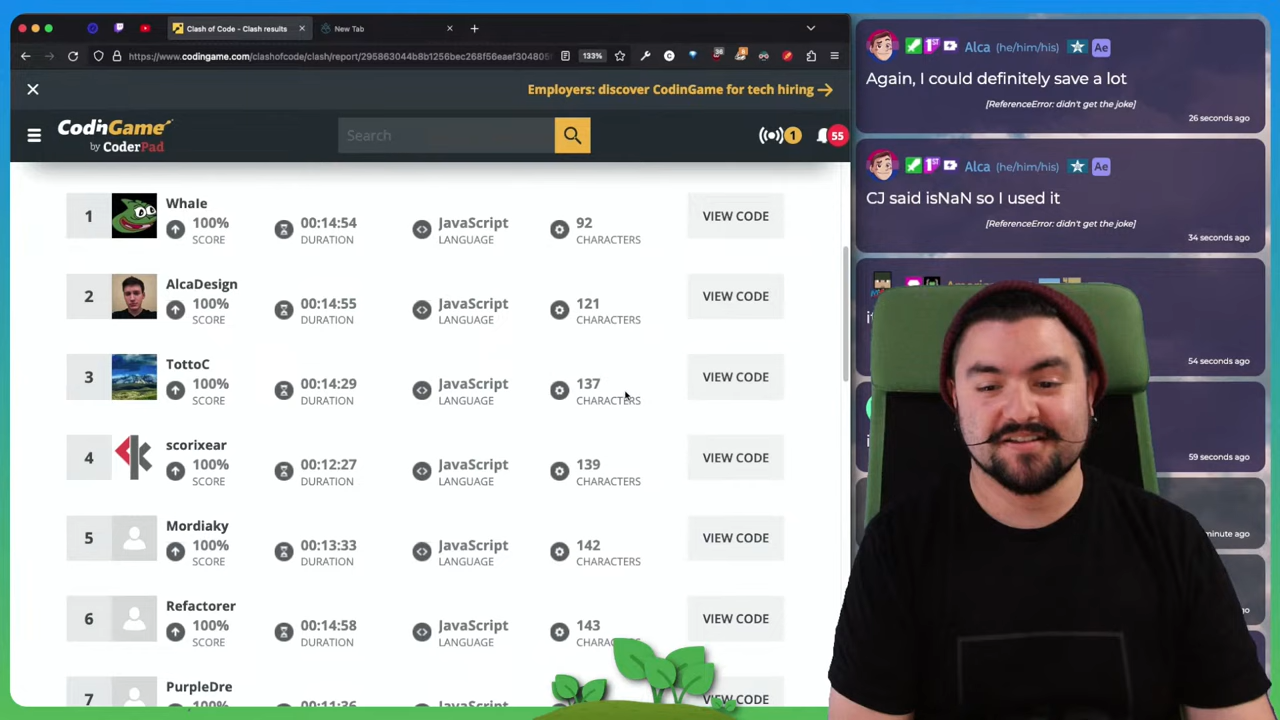 Clash of Code - Clash results
New Tab
https://www.codingame.com/clashofcode/clash/report/295863044b8b1256bec268f56eaef304805
133%
Employers: discover CodinGame for tech hiring
CodinGame
by CoderPad
Search
1
55
1
Whale
100%
SCORE
00:14:54
DURATION
JavaScript
LANGUAGE
92
CHARACTERS
VIEW CODE
2
AlcaDesign
100%
SCORE
00:14:55
DURATION
JavaScript
LANGUAGE
121
CHARACTERS
VIEW CODE
3
TottoC
100%
SCORE
00:14:29
DURATION
JavaScript
LANGUAGE
137
CHARACTERS
VIEW CODE
4
scorixear
100%
SCORE
00:12:27
DURATION
JavaScript
LANGUAGE
139
CHARACTERS
VIEW CODE
5
Mordiaky
100%
SCORE
00:13:33
DURATION
JavaScript
LANGUAGE
142
CHARACTERS
VIEW CODE
6
Refactorer
100%
SCORE
00:14:58
DURATION
JavaScript
LANGUAGE
143
CHARACTERS
VIEW CODE
7
PurpleDre
VIEW CODE
Alca (he/him/his) Ae
Again, I could definitely save a lot
[ReferenceError: didn't get the joke]
26 seconds ago
Alca (he/him/his) Ae
CJ said isNaN so I used it
[ReferenceError: didn't get the joke]
34 seconds ago
54 seconds ago
59 seconds ago
minute ago